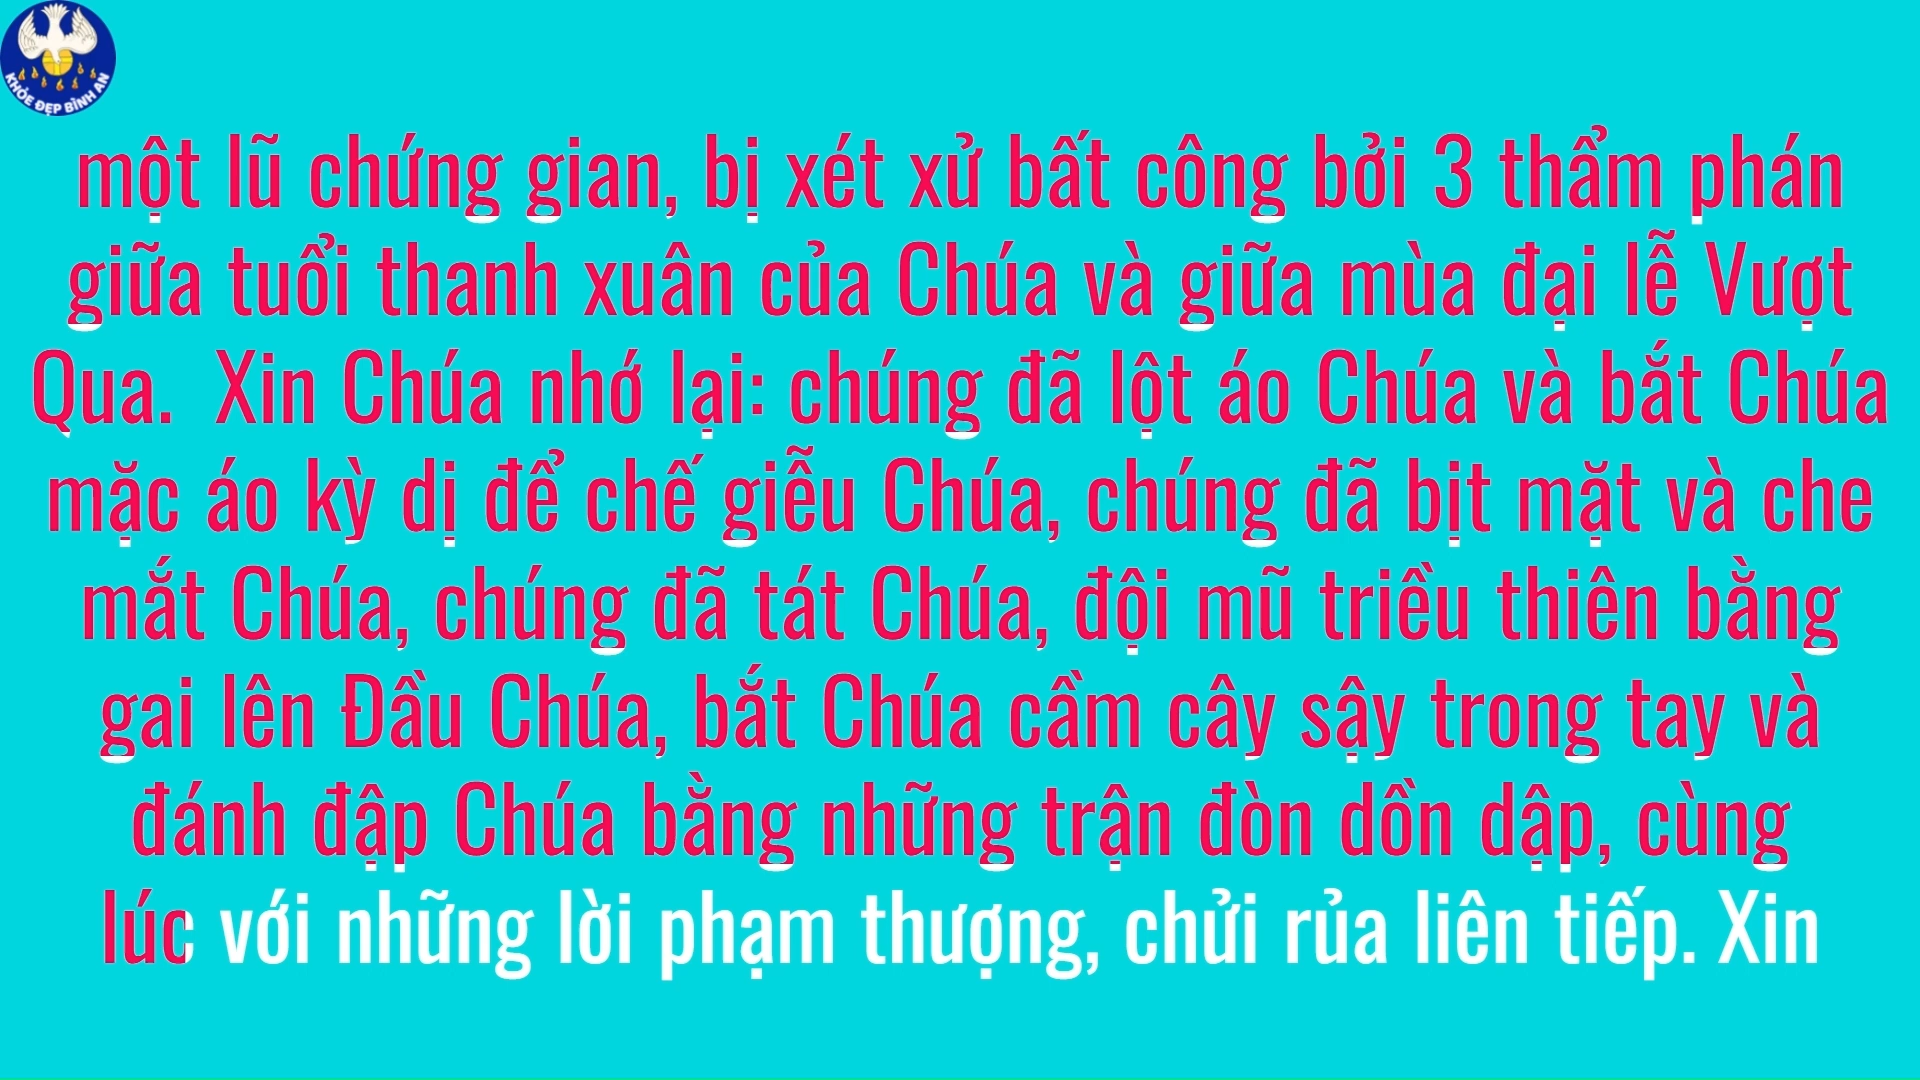 KHỎE ĐẸP BÌNH AN
một lũ chứng gian, bị xét xử bất công bởi 3 thẩm phán
giữa tuổi thanh xuân của Chúa và giữa mùa đại lễ Vượt
Qua.  Xin Chúa nhớ lại: chúng đã lột áo Chúa và bắt Chúa
mặc áo kỳ dị để chế giễu Chúa, chúng đã bịt mặt và che
mắt Chúa, chúng đã tát Chúa, đội mũ triều thiên bằng
gai lên Đầu Chúa, bắt Chúa cầm cây sậy trong tay và
đánh đập Chúa bằng những trận đòn dồn dập, cùng
lúc với những lời phạm thượng, chửi rủa liên tiếp. Xin